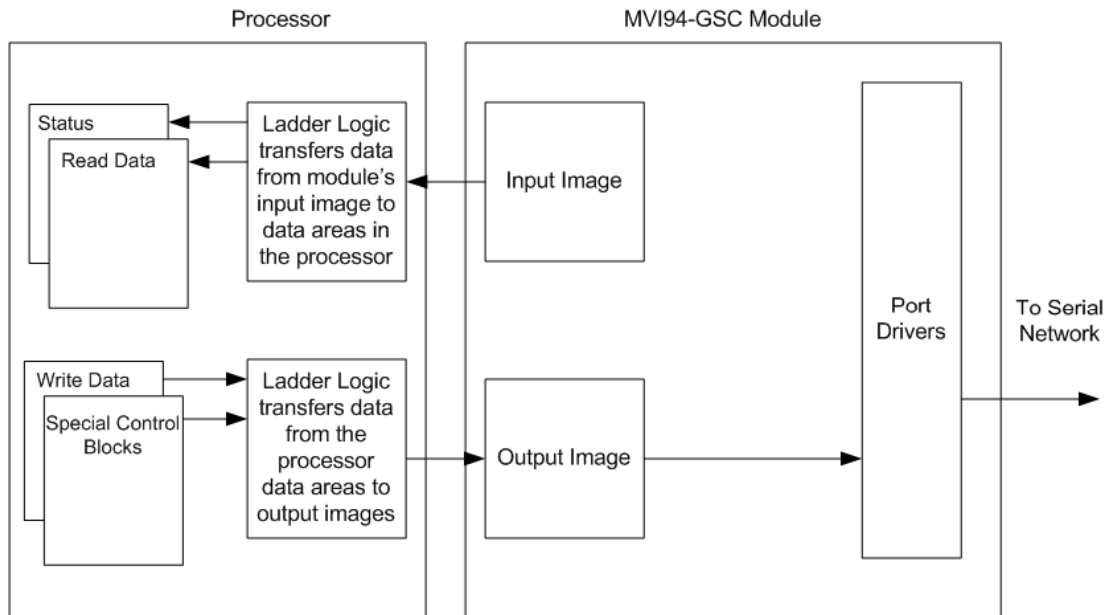 Processor
MVI94-GSC Module
Status
Read Data
Ladder Logic
transfers data
from module's
input image to
data areas in
the processor
Input Image
Port
Drivers
To Serial
Network
Write Data
Special Control
Blocks
Ladder Logic
transfers data
from the
processor
data areas to
output images
Output Image